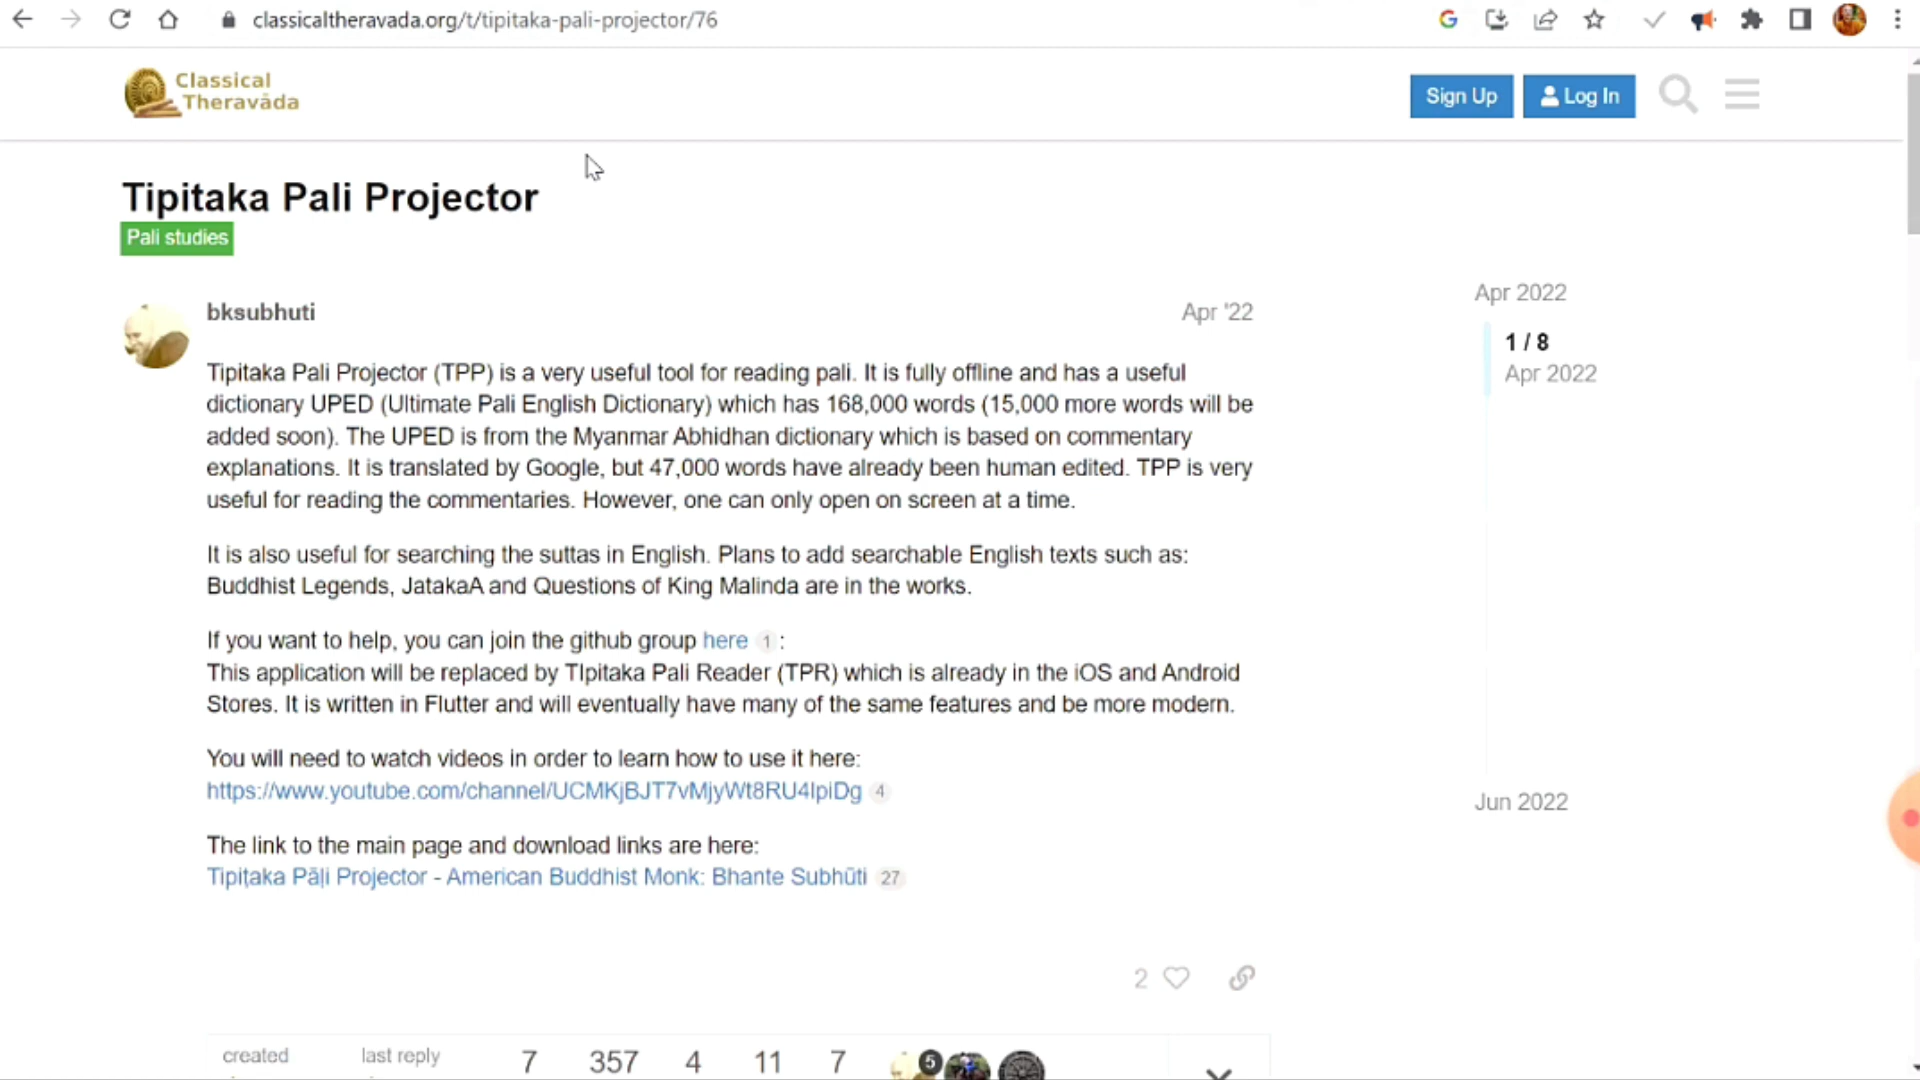 classicaltheravada.org/t/tipitaka-pali-projector/76
Classical
Theravāda
Sign Up
Log In
Tipitaka Pali Projector
Pali studies
bksubhuti
Apr '22
Tipitaka Pali Projector (TPP) is a very useful tool for reading pali. It is fully offline and has a useful
dictionary UPED (Ultimate Pali English Dictionary) which has 168,000 words (15,000 more words will be
added soon). The UPED is from the Myanmar Abhidhan dictionary which is based on commentary
explanations. It is translated by Google, but 47,000 words have already been human edited. TPP is very
useful for reading the commentaries. However, one can only open on screen at a time.
It is also useful for searching the suttas in English. Plans to add searchable English texts such as:
Buddhist Legends, JatakaA and Questions of King Malinda are in the works.
If you want to help, you can join the github group here 1 :
This application will be replaced by TIpitaka Pali Reader (TPR) which is already in the iOS and Android
Stores. It is written in Flutter and will eventually have many of the same features and be more modern.
You will need to watch videos in order to learn how to use it here:
https://www.youtube.com/channel/UCMKjBJT7vMjyWt8RU4lpiDg 4
The link to the main page and download links are here:
Tipiṭaka Pāḷi Projector - American Buddhist Monk: Bhante Subhūti 27
2
created
last reply
7
357
4
11
7
5
Apr 2022
1 / 8
Apr 2022
Jun 2022